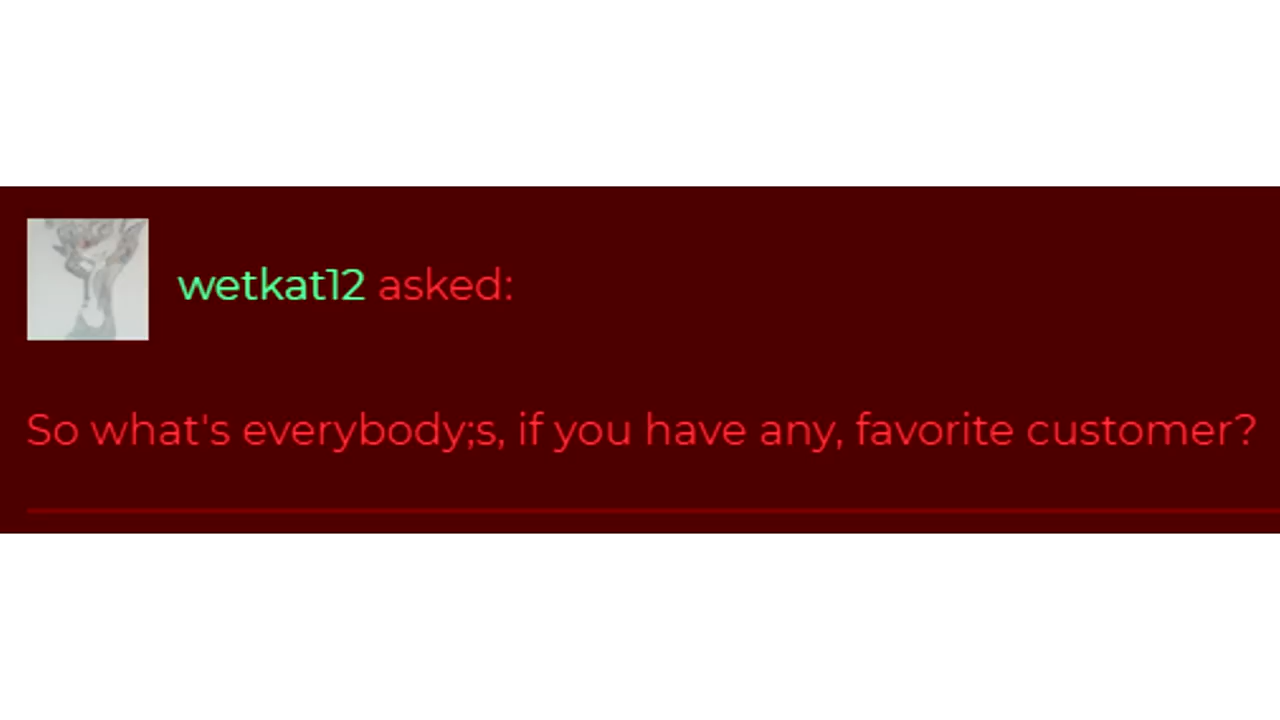 wetkat12 asked:
So what's everybody;s, if you have any, favorite customer?